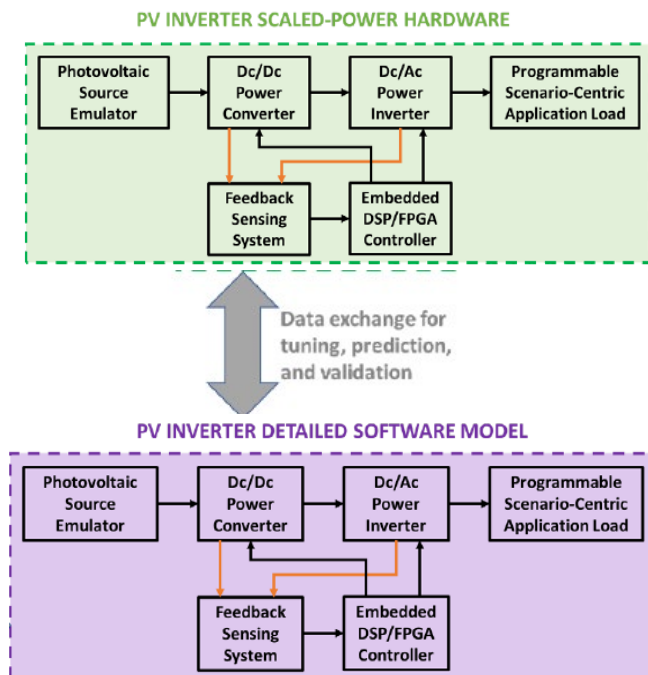 PV INVERTER SCALED-POWER HARDWARE
Photovoltaic
Source
Emulator
Dc/Dc
Power
Converter
Dc/Ac
Power
Inverter
Programmable
Scenario-Centric
Application Load
Feedback
Sensing
System
Embedded
DSP/FPGA
Controller
Data exchange for
tuning, prediction,
and validation
PV INVERTER DETAILED SOFTWARE MODEL
Photovoltaic
Source
Emulator
Dc/Dc
Power
Converter
Dc/Ac
Power
Inverter
Programmable
Scenario-Centric
Application Load
Feedback
Sensing
System
Embedded
DSP/FPGA
Controller